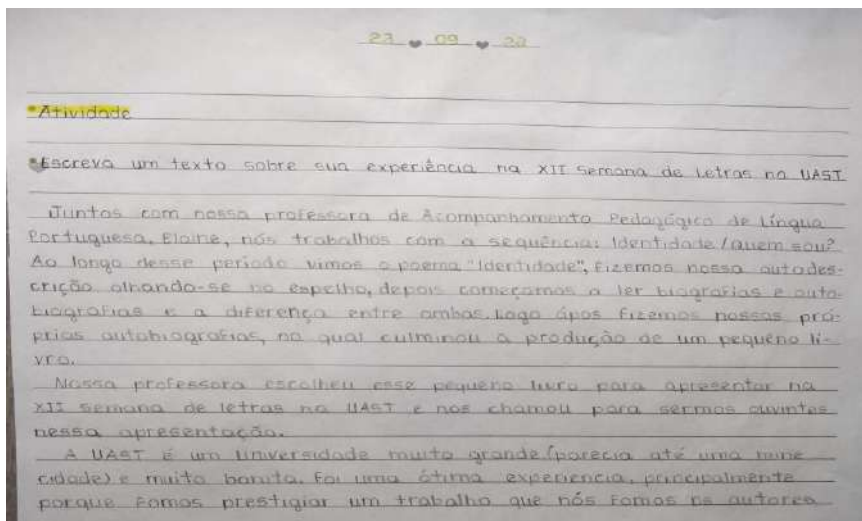 23 09 22
Atividade
Escreva um texto sobre sua experiência na XII semana de Letras na UAST
Juntos com nossa professora de Acompanhamento Pedagógico de Língua
Portuguesa, Elaine, nós trabalhos com a sequência: Identidade/quem sou?
Ao longo desse período vimos o poema "Identidade", fizemos nossa autodes-
crição olhando-se no espelho, depois começamos a ler biografias e auto-
biografias e a diferença entre ambas. Logo ápos fizemos nossas pró-
prias autobiografias, na qual culminou a produção de um pequeno li-
vro.
Nossa professora escolheu esse pequeno livro para apresentar na
XII semana de letras na UAST e nos chamou para sermos ouvintes
nessa apresentação.
A UAST é um universidade muito grande (parecia até uma mine
cidade) e muito bonita. Foi uma ótima experiencia, principalmente
porque fomos prestigiar um trabalho que nós fomos os autores